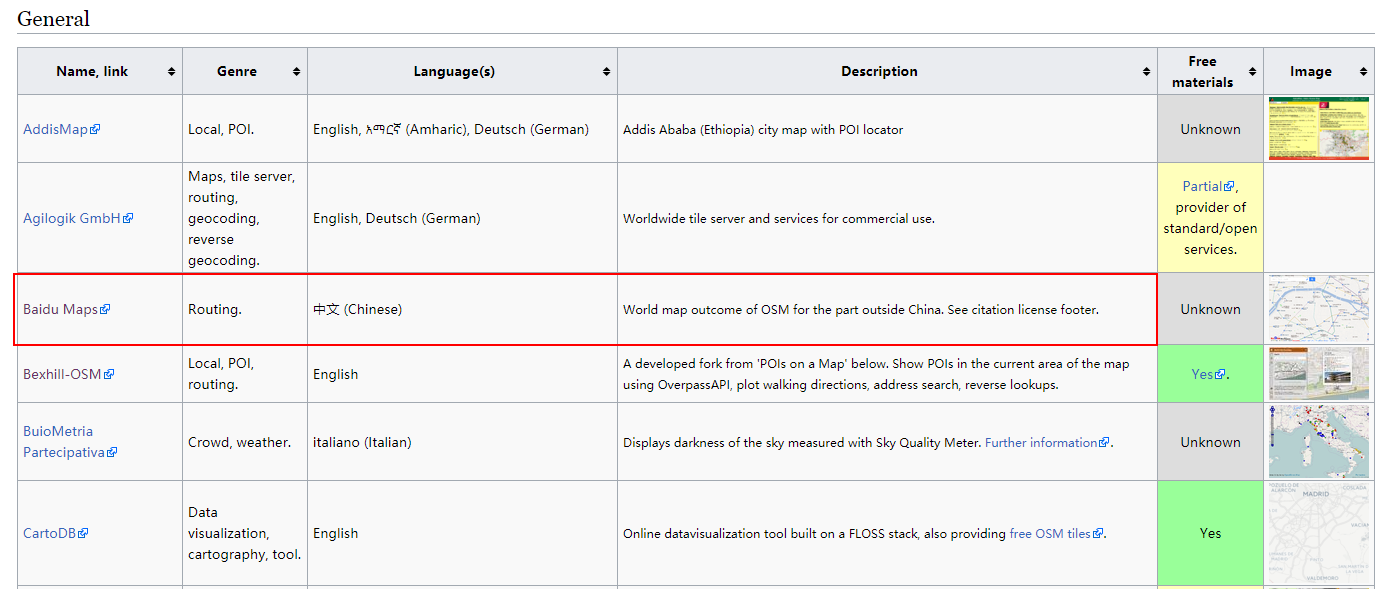 General
Name, link
Genre
Language(s)
Description
Free
materials
Image
AddisMap
Local, POI.
English, አማርኛ (Amharic), Deutsch (German)
Addis Ababa (Ethiopia) city map with POI locator
Unknown
Agilogik GmbH
Maps, tile server,
routing,
geocoding,
reverse
geocoding.
English, Deutsch (German)
Worldwide tile server and services for commercial use.
Partial,
provider of
standard/open
services.
Baidu Maps
Routing.
中文 (Chinese)
World map outcome of OSM for the part outside China. See citation license footer.
Unknown
Bexhill-OSM
Local, POI,
routing.
English
A developed fork from 'POIs on a Map' below. Show POIs in the current area of the map
using OverpassAPI, plot walking directions, address search, reverse lookups.
Yes.
BuioMetria
Partecipativa
Crowd, weather.
italiano (Italian)
Displays darkness of the sky measured with Sky Quality Meter. Further information.
Unknown
CartoDB
Data
visualization,
cartography, tool.
English
Online datavisualization tool built on a FLOSS stack, also providing free OSM tiles.
Yes
MADRID